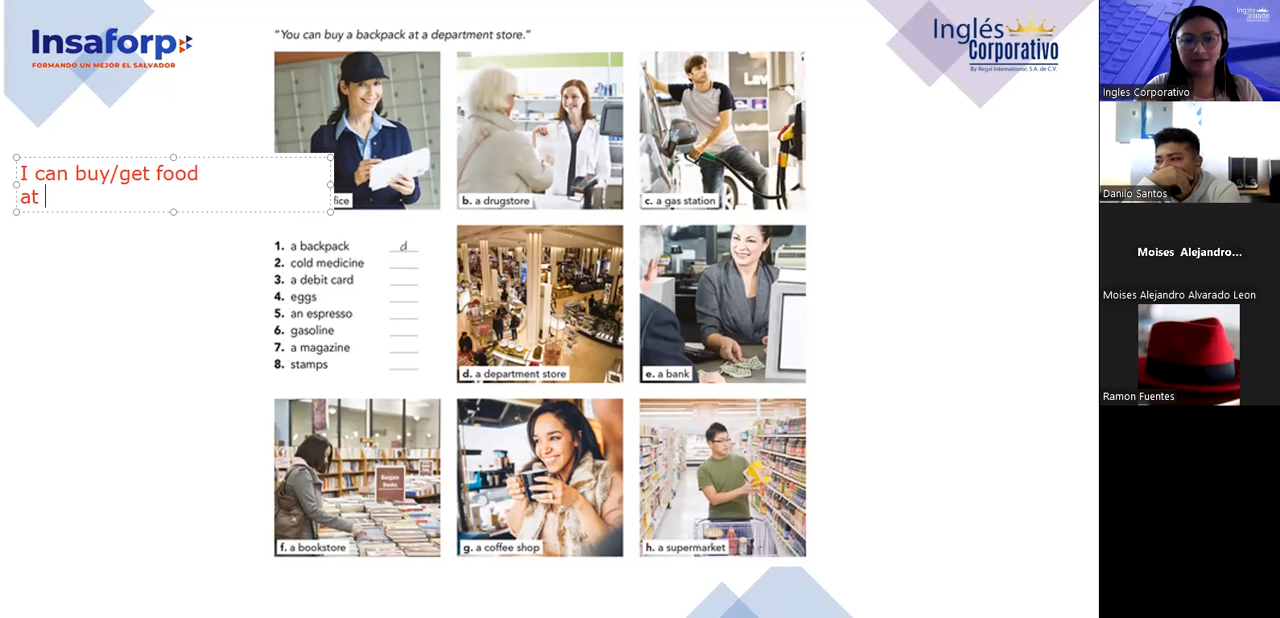 Insaforp
FORMANDO UN MEJOR EL SALVADOR
"You can buy a backpack at a department store."
Inglés
Corporativo
By Regal International, S.A. de C.V.
I can buy/get food
at
fice
b. a drugstore
c. a gas station
1. a backpack d
2. cold medicine
3. a debit card
4. eggs
5. an espresso
6. gasoline
7. a magazine
8. stamps
d. a department store
e. a bank
f. a bookstore
g. a coffee shop
h. a supermarket
Ingles Corporativo
Danilo Santos
Moises Alejandro...
Moises Alejandro Alvarado Leon
Ramon Fuentes